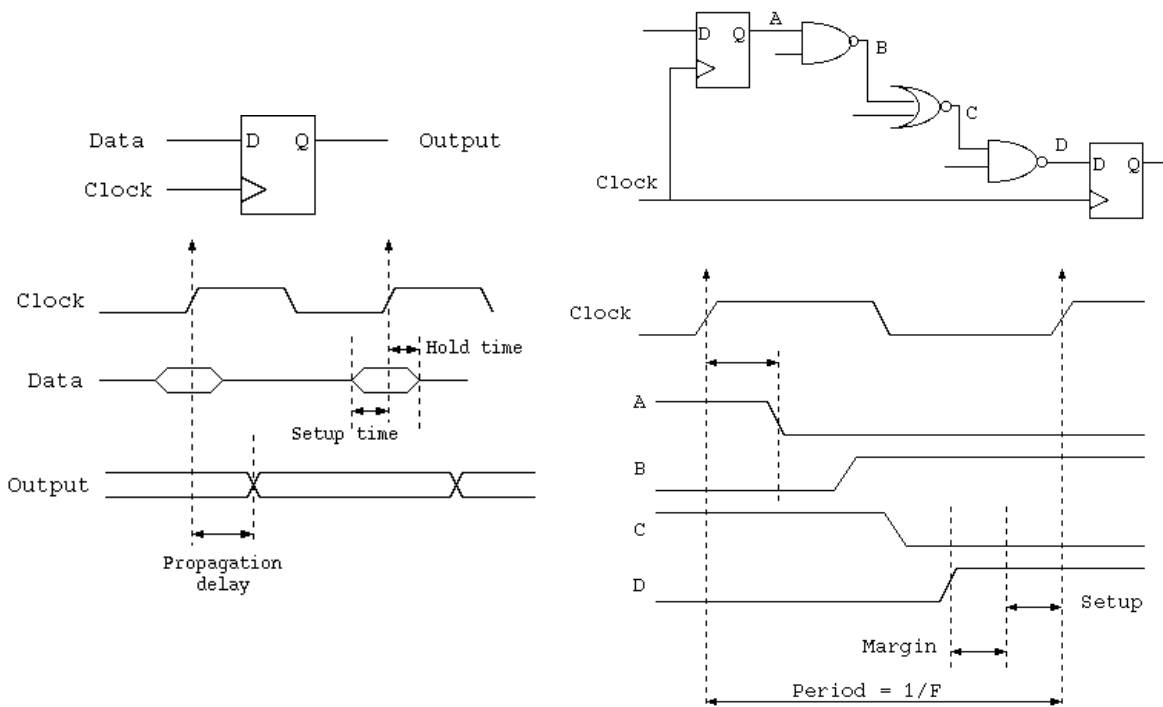 Data
D Q
Output
Clock
Clock
Hold time
Data
Setup time
Output
Propagation
delay
D Q
A
B
C
D
D Q
Clock
Clock
A
B
C
D
Setup
Margin
Period = 1/F